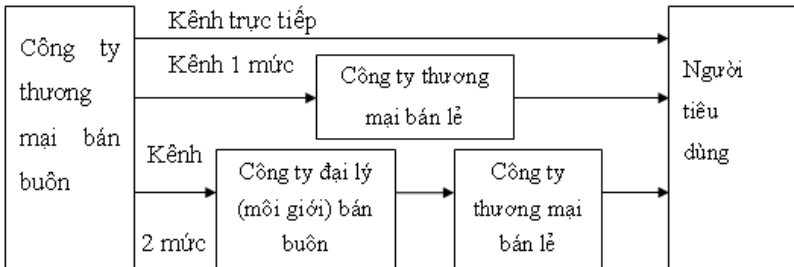 Công ty
thương
mại bán
buôn
Kênh trực tiếp
Kênh 1 mức
Công ty thương
mại bán lẻ
Kênh
2 mức
Công ty đại lý
(môi giới) bán
buôn
Công ty
thương mại
bán lẻ
Người
tiêu
dùng